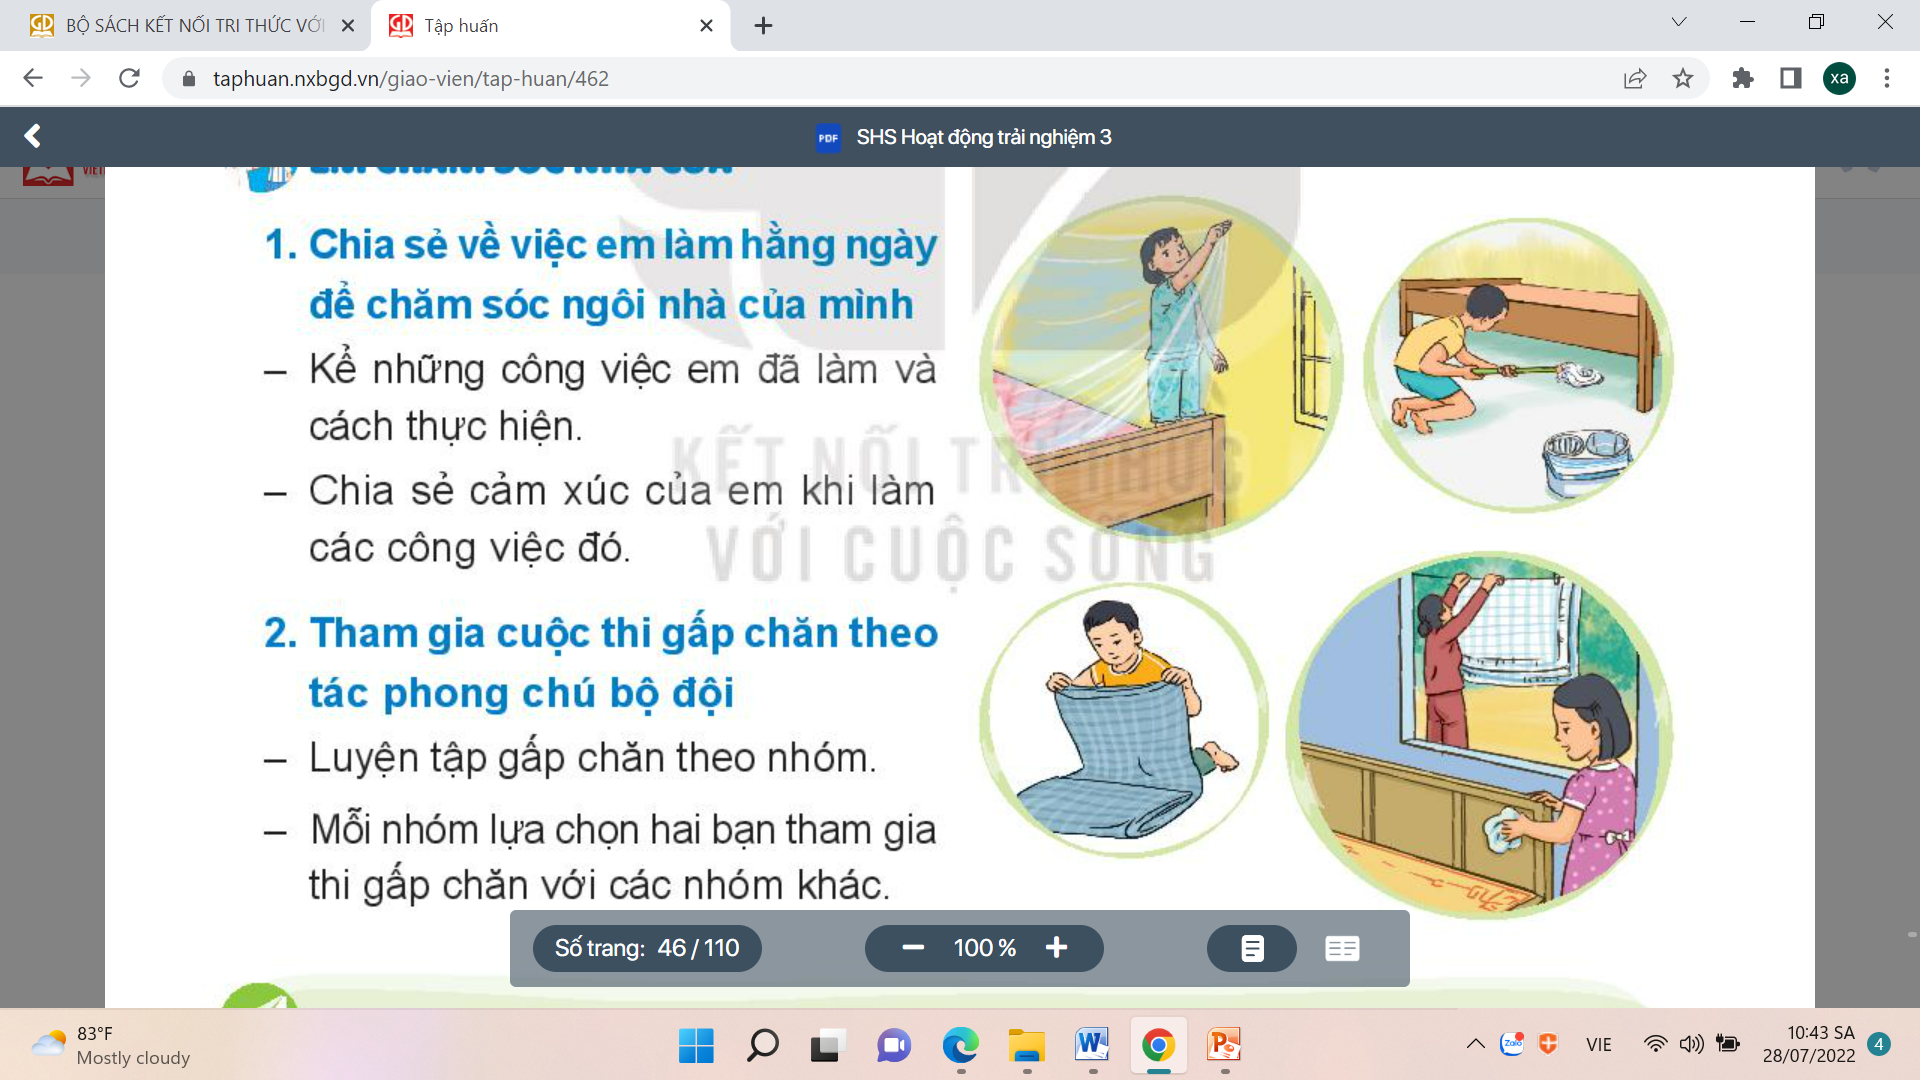 BỘ SÁCH KẾT NỐI TRI THỨC VỚI
Tập huấn
taphuan.nxbgd.vn/giao-vien/tap-huan/462
xa
PDF SHS Hoạt động trải nghiệm 3
1. Chia sẻ về việc em làm hằng ngày
để chăm sóc ngôi nhà của mình
– Kể những công việc em đã làm và
cách thực hiện.
– Chia sẻ cảm xúc của em khi làm
các công việc đó.
KẾT NỐI TRI THỨC
VỚI CUỘC SỐNG
2. Tham gia cuộc thi gấp chăn theo
tác phong chú bộ đội
– Luyện tập gấp chăn theo nhóm.
– Mỗi nhóm lựa chọn hai bạn tham gia
thi gấp chăn với các nhóm khác.
Số trang: 46 / 110
100 %
83°F
Mostly cloudy
Zalo
VIE
10:43 SA
28/07/2022
4